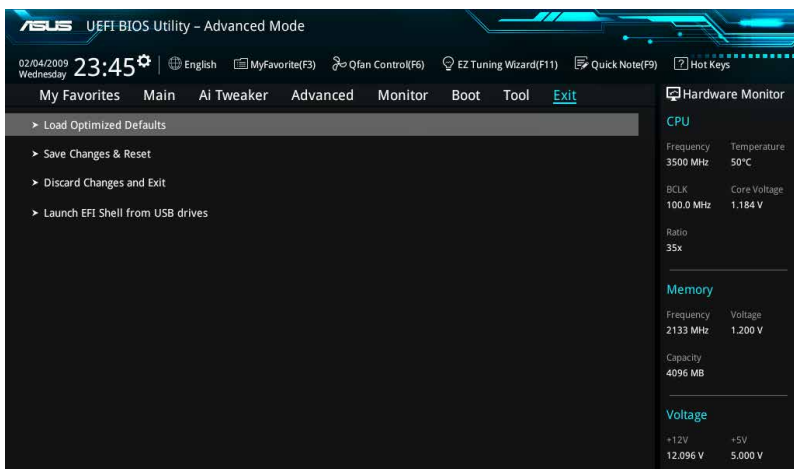 ASUS UEFI BIOS Utility – Advanced Mode
02/04/2009 Wednesday 23:45 English MyFavorite(F3) Qfan Control(F6) EZ Tuning Wizard(F11) Quick Note(F9) ? Hot Keys
My Favorites Main Ai Tweaker Advanced Monitor Boot Tool Exit
> Load Optimized Defaults
> Save Changes & Reset
> Discard Changes and Exit
> Launch EFI Shell from USB drives
Hardware Monitor
CPU
Frequency Temperature
3500 MHz 50°C
BCLK Core Voltage
100.0 MHz 1.184 V
Ratio
35x
Memory
Frequency Voltage
2133 MHz 1.200 V
Capacity
4096 MB
Voltage
+12V +5V
12.096 V 5.000 V